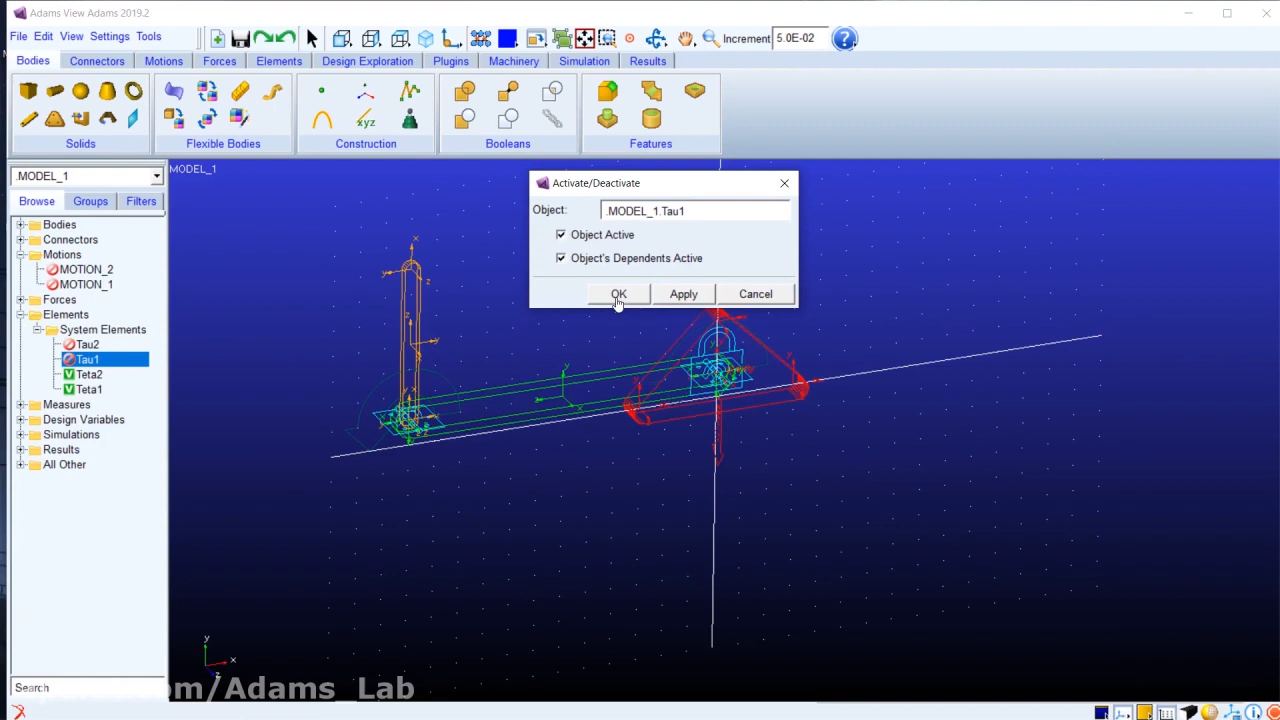 Adams View Adams 2019.2
File Edit View Settings Tools
Increment 5.0E-02
Bodies Connectors Motions Forces Elements Design Exploration Plugins Machinery Simulation Results
Solids Flexible Bodies Construction Booleans Features
.MODEL_1
Browse Groups Filters
Bodies
Connectors
Motions
MOTION_2
MOTION_1
Forces
Elements
System Elements
Tau2
Tau1
Teta2
Teta1
Measures
Design Variables
Simulations
Results
All Other
Search
MODEL_1
Activate/Deactivate
Object: .MODEL_1.Tau1
Object Active
Object's Dependents Active
OK Apply Cancel
y
x
z
om/Adams_Lab